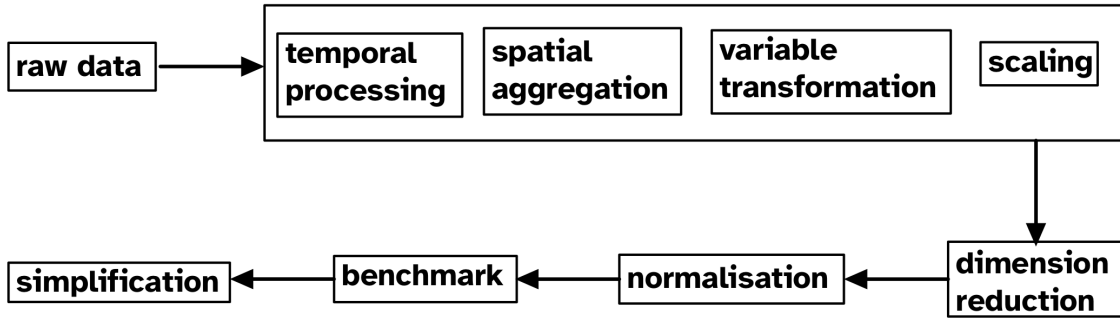 raw data
temporal
processing
spatial
aggregation
variable
transformation
scaling
dimension
reduction
normalisation
benchmark
simplification